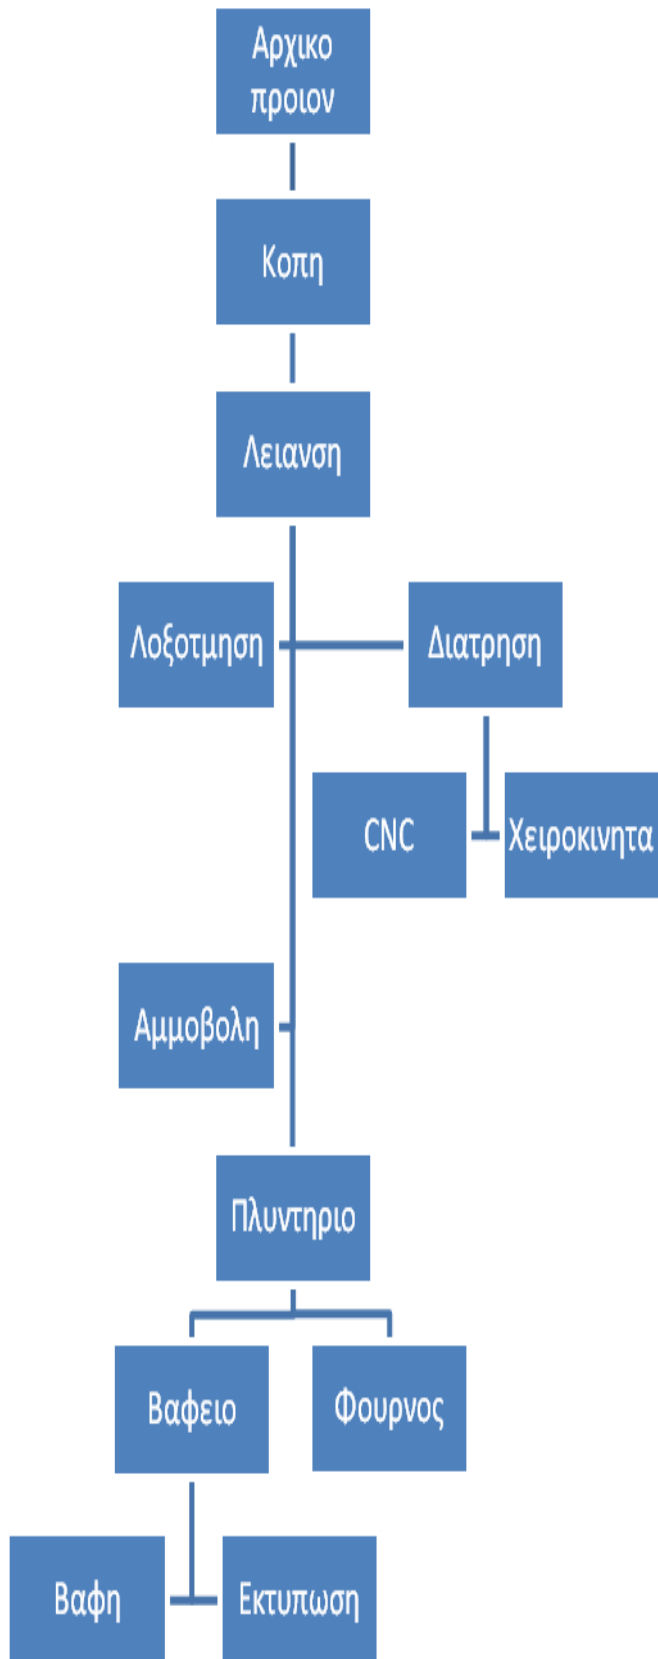 Αρχικο
προιον
Κοπη
Λειανση
Λοξοτμηση
Διατρηση
CNC
Χειροκινητα
Αμμοβολη
Πλυντηριο
Βαφειο
Φουρνος
Βαφη
Εκτυπωση